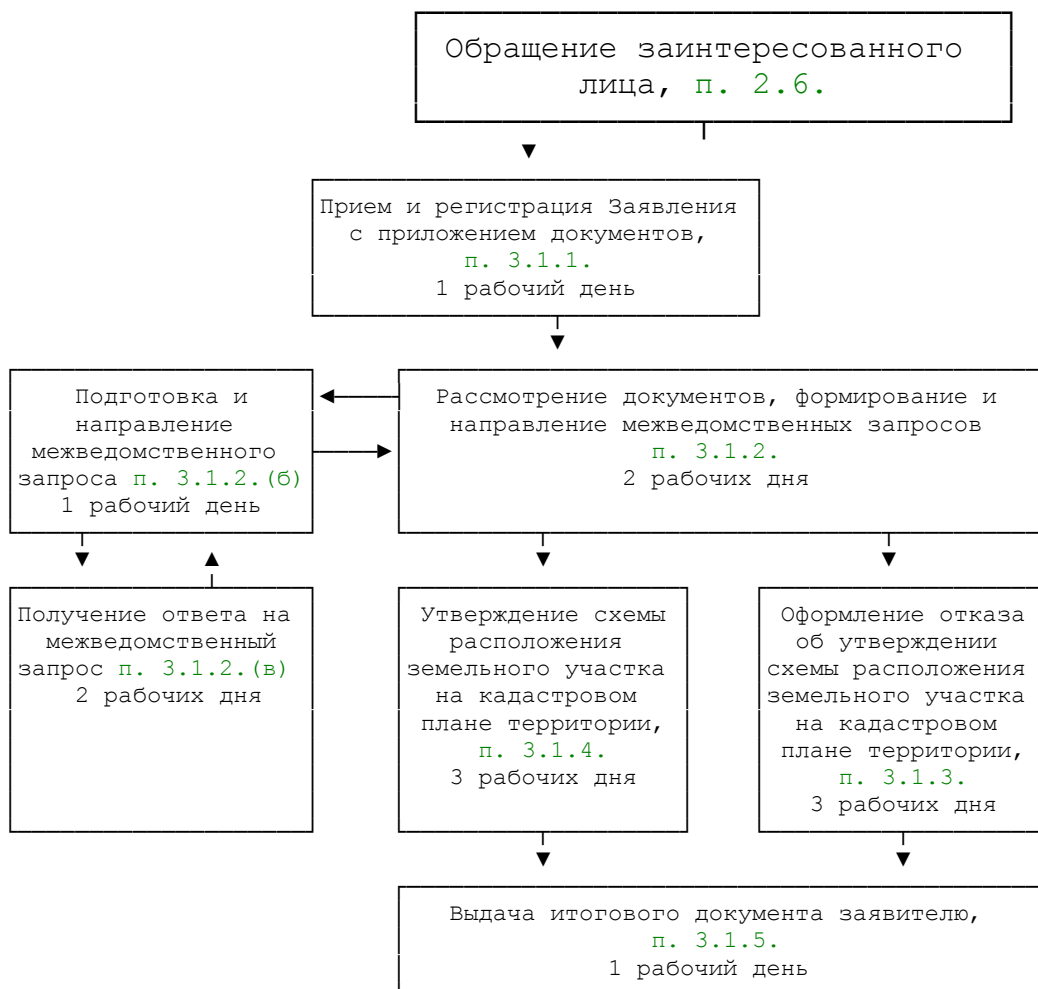 Обращение заинтересованного
лица, п. 2.6.
Прием и регистрация Заявления
с приложением документов,
п. 3.1.1.
1 рабочий день
Подготовка и
направление
межведомственного
запроса п. 3.1.2.(б)
1 рабочий день
Рассмотрение документов, формирование и
направление межведомственных запросов
п. 3.1.2.
2 рабочих дня
Получение ответа на
межведомственный
запрос п. 3.1.2.(в)
2 рабочих дня
Утверждение схемы
расположения
земельного участка
на кадастровом
плане территории,
п. 3.1.4.
3 рабочих дня
Оформление отказа
об утверждении
схемы расположения
земельного участка
на кадастровом
плане территории,
п. 3.1.3.
3 рабочих дня
Выдача итогового документа заявителю,
п. 3.1.5.
1 рабочий день